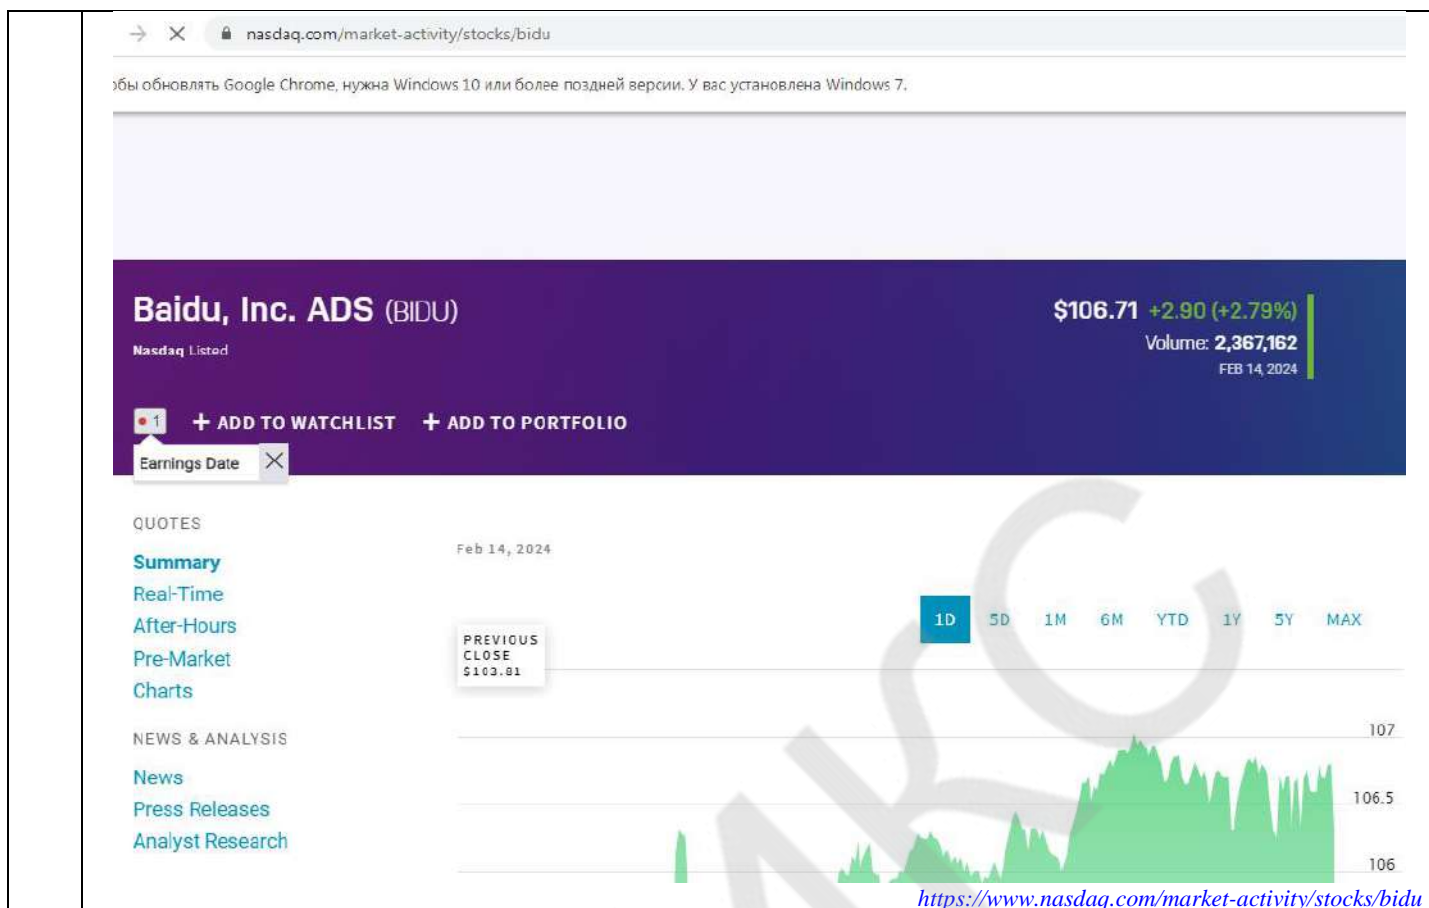 nasdaq.com/market-activity/stocks/bidu
обы обновлять Google Chrome, нужна Windows 10 или более поздней версии. У вас установлена Windows 7.
Baidu, Inc. ADS (BIDU)
$106.71 +2.90 (+2.79%)
Nasdaq Listed
Volume: 2,367,162
FEB 14, 2024
1 + ADD TO WATCHLIST + ADD TO PORTFOLIO
Earnings Date
QUOTES
Summary
Real-Time
After-Hours
Pre-Market
Charts
NEWS & ANALYSIS
News
Press Releases
Analyst Research
Feb 14, 2024
1D 5D 1M 6M YTD 1Y 5Y MAX
PREVIOUS
CLOSE
$103.81
107
106.5
106
https://www.nasdaq.com/market-activity/stocks/bidu